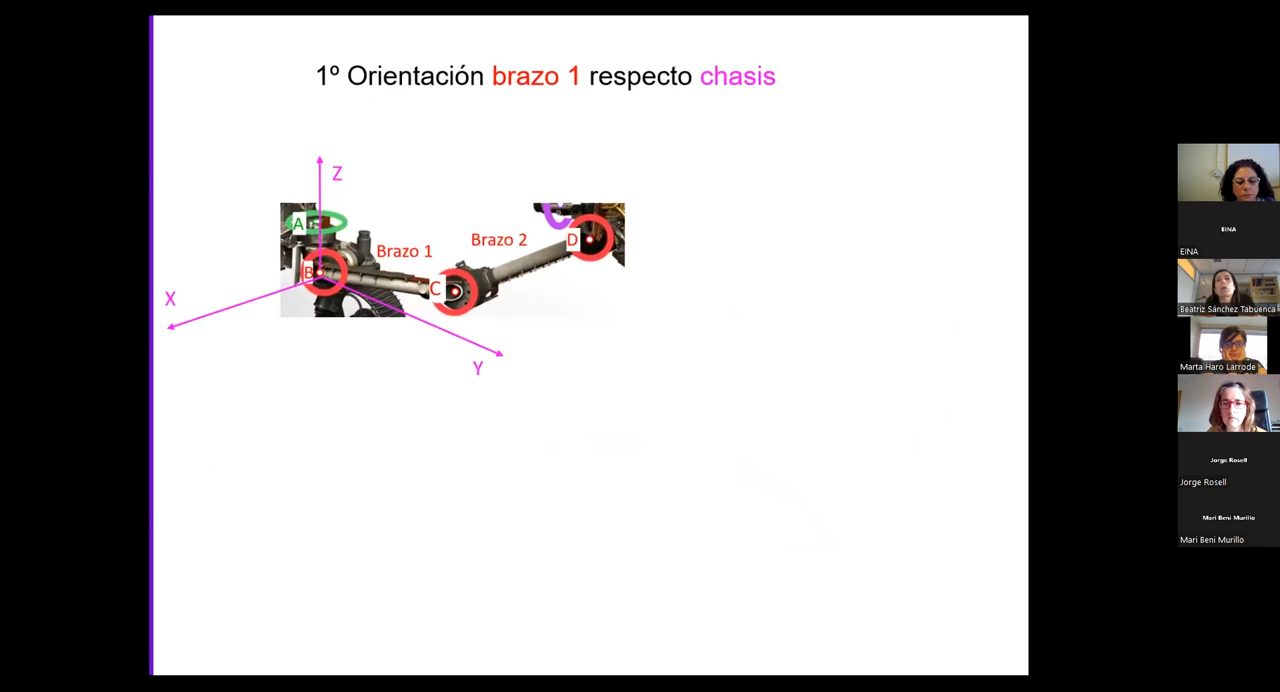 1º Orientación brazo 1 respecto chasis
Z
A
Brazo 1
Brazo 2
D
B
C
X
Y
EINA
EINA
Beatriz Sánchez Tabuenca
Marta Haro Larrode
Jorge Rosell
Jorge Rosell
Mari Beni Murillo
Mari Beni Murillo